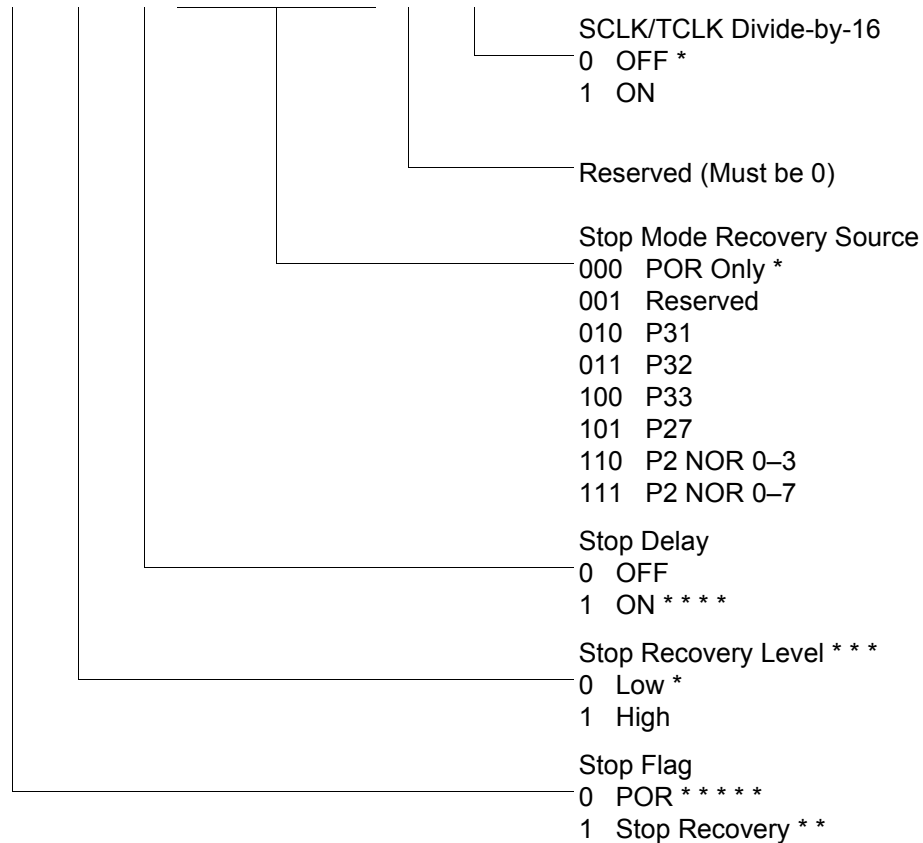 SCLK/TCLK Divide-by-16
0 OFF *
1 ON
Reserved (Must be 0)
Stop Mode Recovery Source
000 POR Only *
001 Reserved
010 P31
011 P32
100 P33
101 P27
110 P2 NOR 0–3
111 P2 NOR 0–7
Stop Delay
0 OFF
1 ON * * * *
Stop Recovery Level * * *
0 Low *
1 High
Stop Flag
0 POR * * * * *
1 Stop Recovery * *